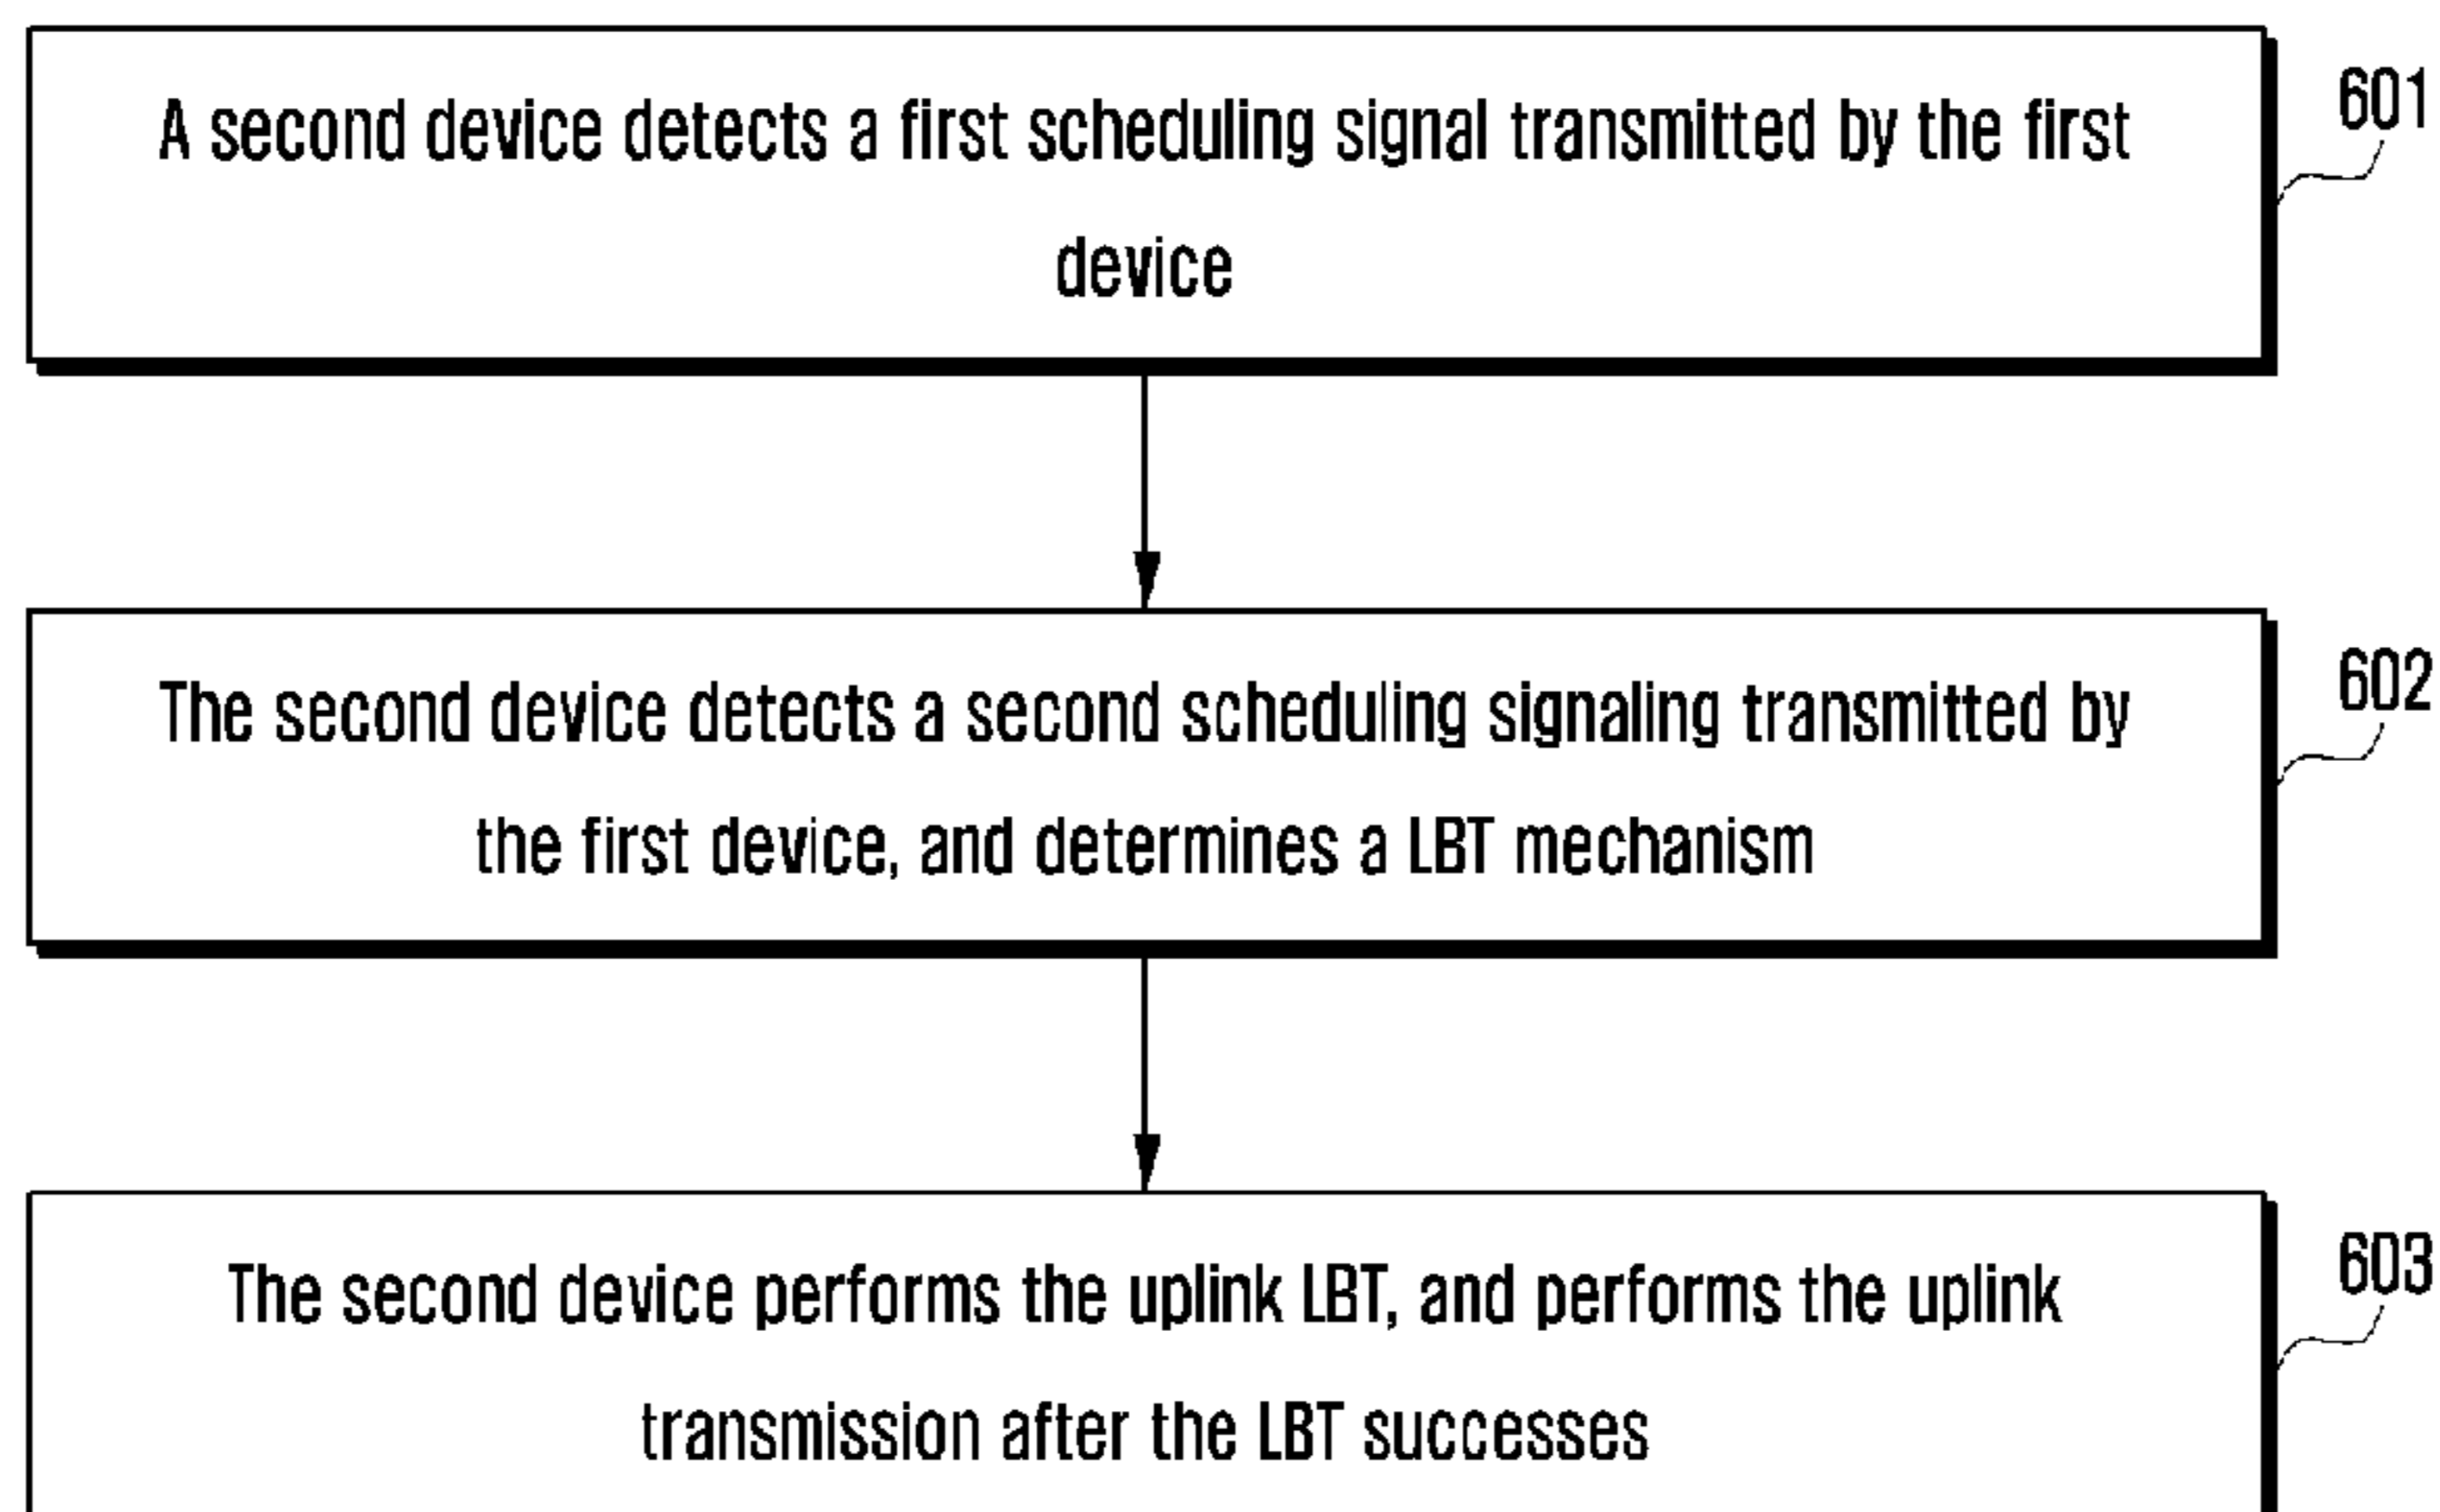 A second device detects a first scheduling signal transmitted by the first
device
601
The second device detects a second scheduling signaling transmitted by
the first device, and determines a LBT mechanism
602
The second device performs the uplink LBT, and performs the uplink
transmission after the LBT successes
603